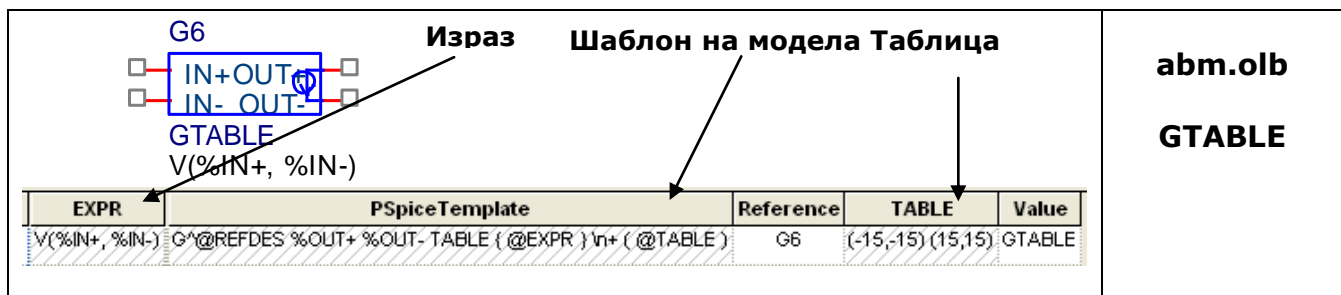 G6
Израз
Шаблон на модела Таблица
IN+OUT+
IN- OUT-
GTABLE
V(%IN+, %IN-)
abm.olb
GTABLE
EXPR PSpiceTemplate Reference TABLE Value
V(%IN+, %IN-) G^@REFDES %OUT+ %OUT- TABLE { @EXPR } \n+ ( @TABLE ) G6 (-15,-15) (15,15) GTABLE